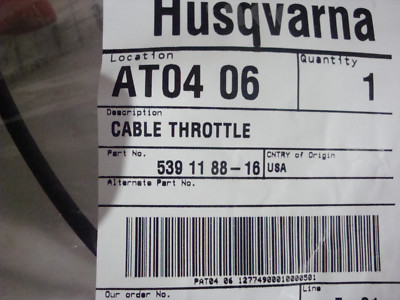 Husqvarna
Location
AT04 06
Quantity
1
Description
CABLE THROTTLE
Part No.
539 11 88-16
CNTRY of Origin
USA
Alternate Part No.
PAT04 06 12774900010000501
Our order No.
Line